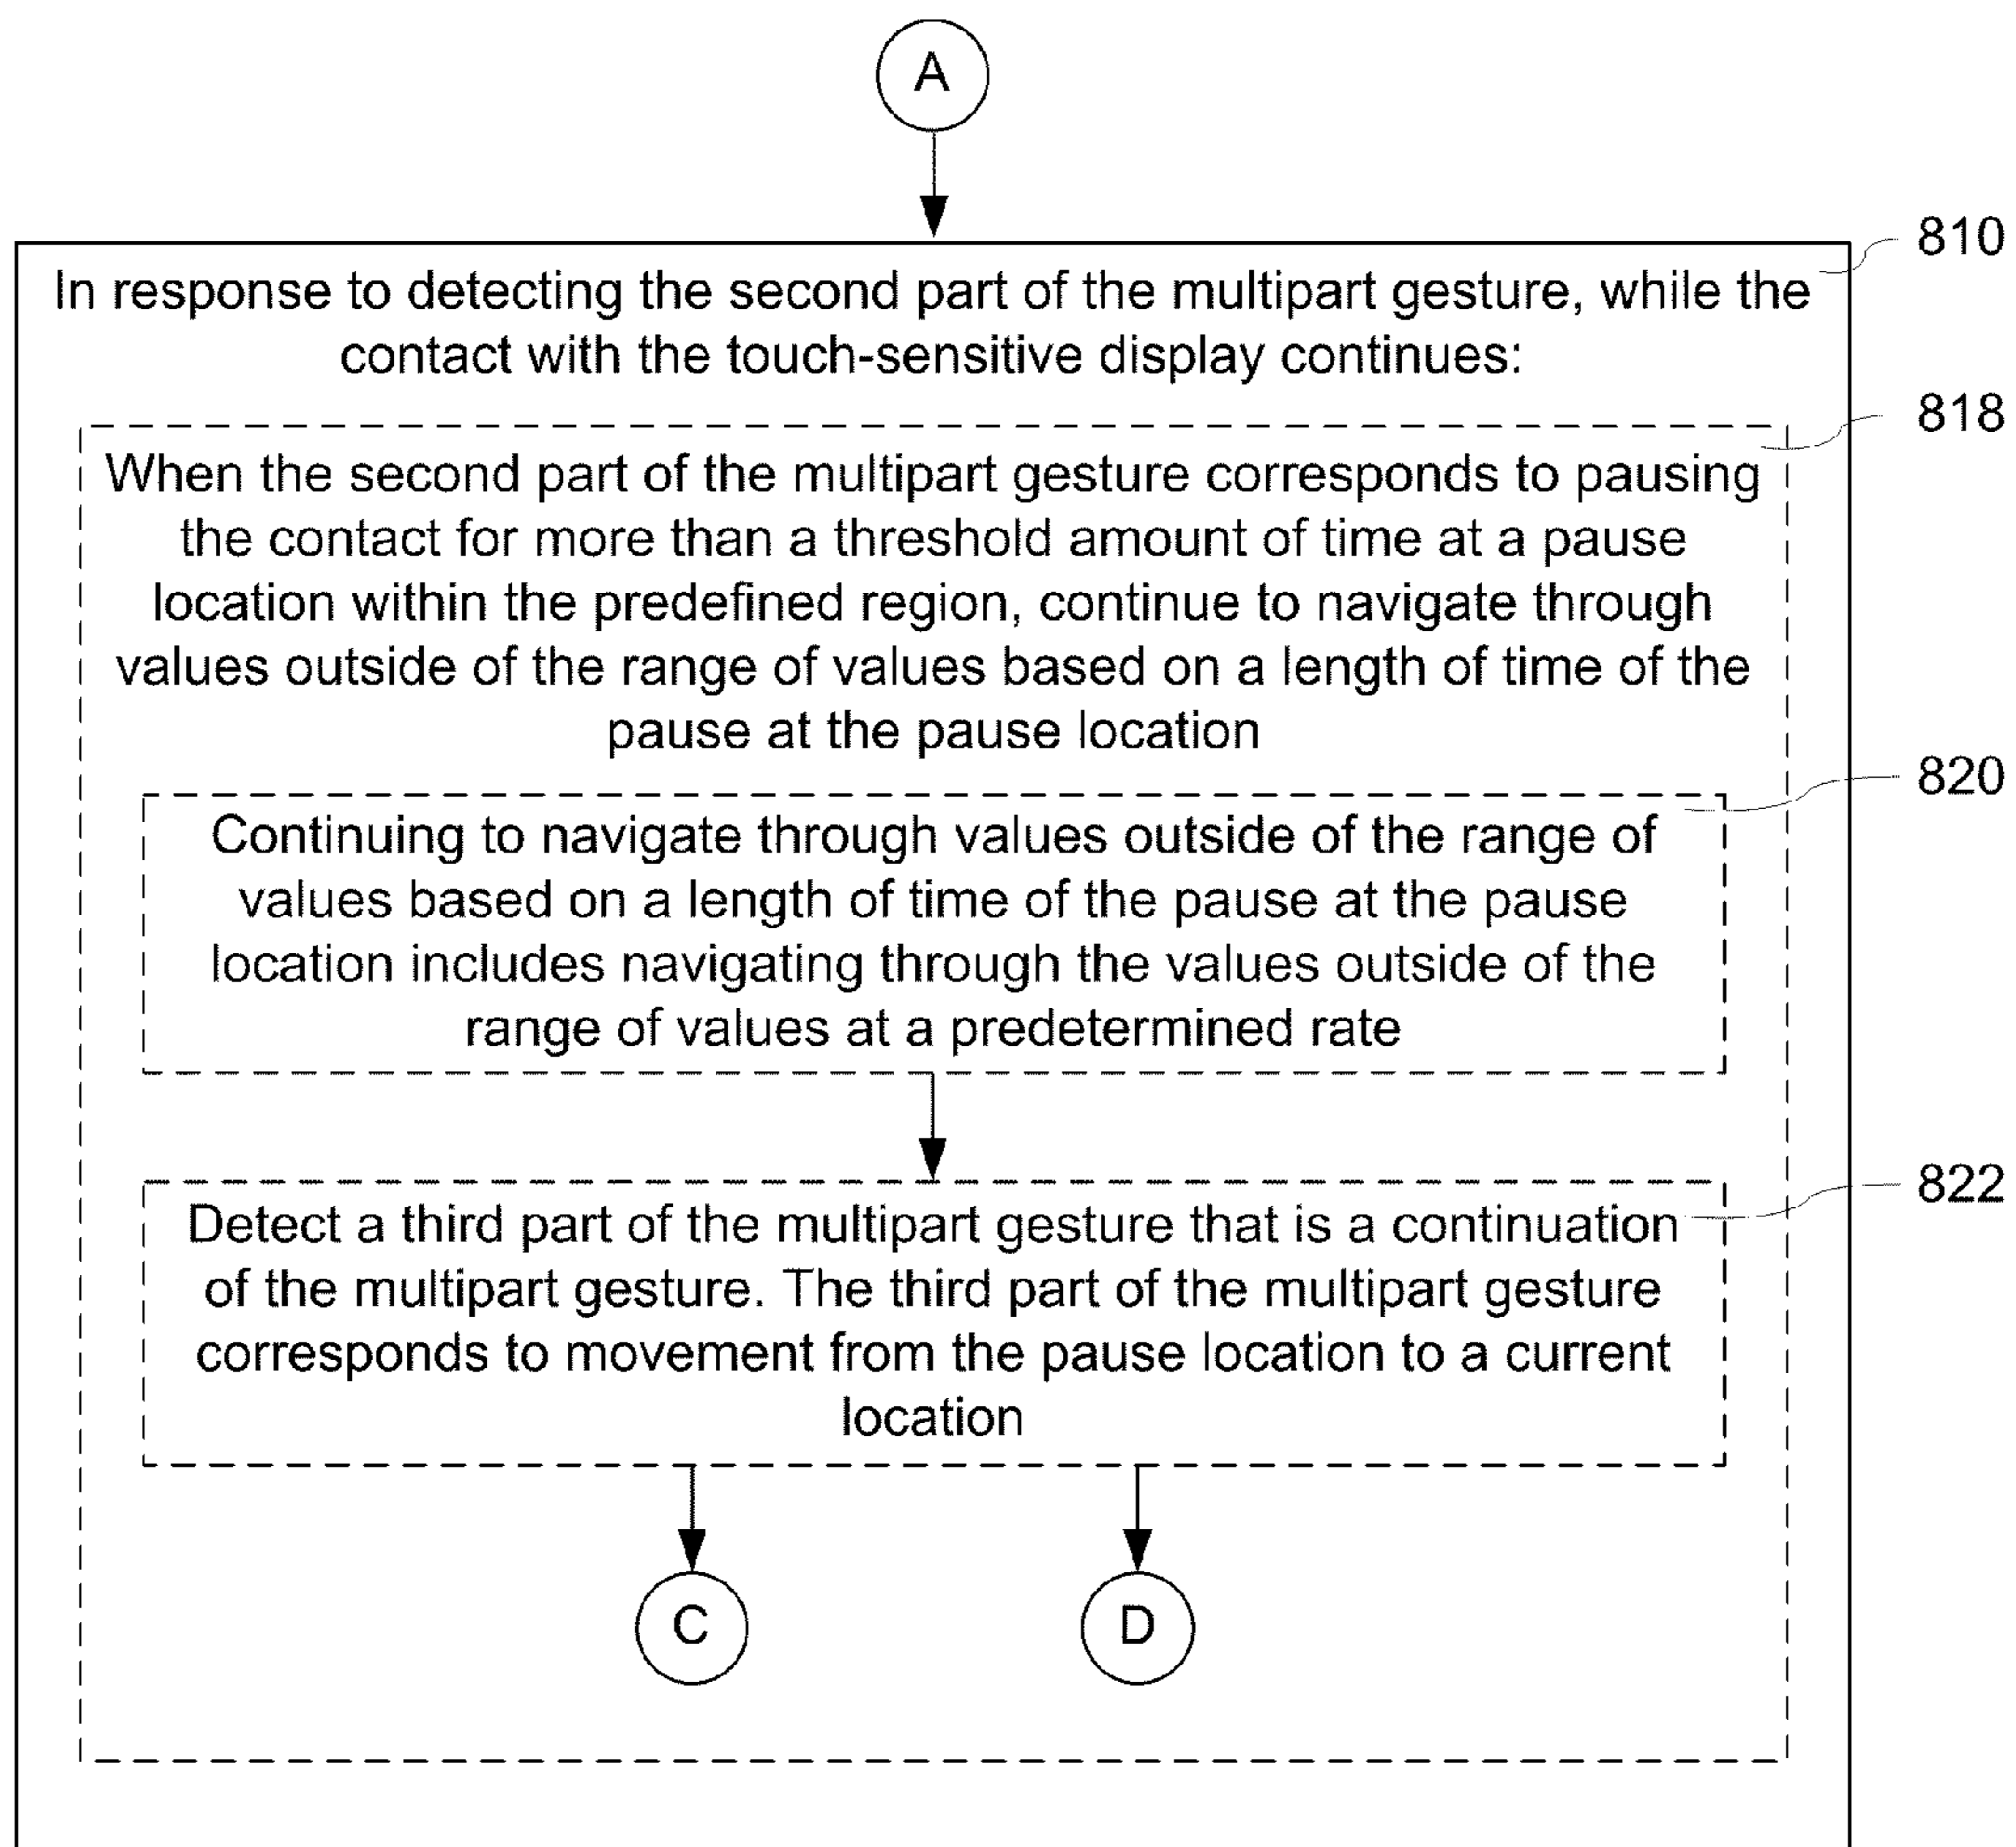 A
810
In response to detecting the second part of the multipart gesture, while the
contact with the touch-sensitive display continues:
818
When the second part of the multipart gesture corresponds to pausing
the contact for more than a threshold amount of time at a pause
location within the predefined region, continue to navigate through
values outside of the range of values based on a length of time of the
pause at the pause location
820
Continuing to navigate through values outside of the range of
values based on a length of time of the pause at the pause
location includes navigating through the values outside of the
range of values at a predetermined rate
822
Detect a third part of the multipart gesture that is a continuation
of the multipart gesture. The third part of the multipart gesture
corresponds to movement from the pause location to a current
location
C
D